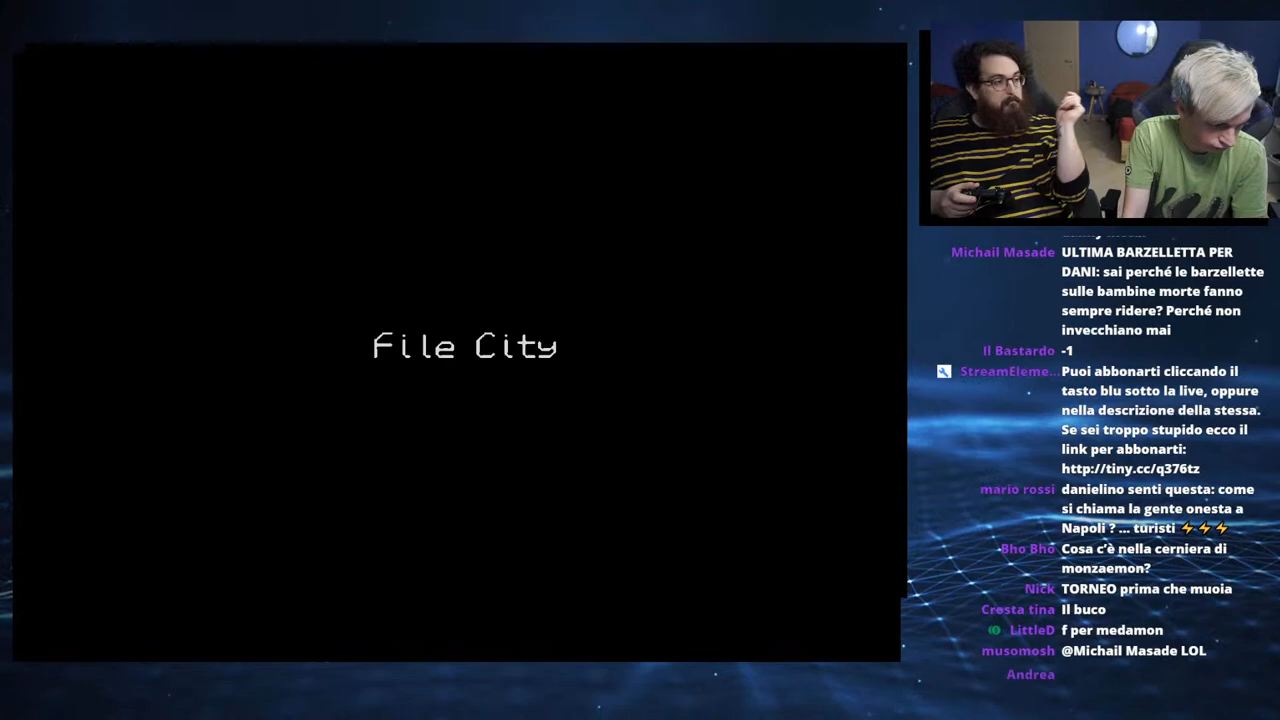 File City
Michail Masade ULTIMA BARZELLETTA PER
DANI: sai perché le barzellette
sulle bambine morte fanno
sempre ridere? Perché non
invecchiano mai
Il Bastardo -1
StreamEleme... Puoi abbonarti cliccando il
tasto blu sotto la live, oppure
nella descrizione della stessa.
Se sei troppo stupido ecco il
link per abbonarti:
http://tiny.cc/q376tz
mario rossi danielino senti questa: come
si chiama la gente onesta a
Napoli ? ... turisti ⚡⚡⚡
Bho Bho Cosa c'è nella cerniera di
monzaemon?
Nick TORNEO prima che muoia
Crosta tina Il buco
LittleD f per medamon
musomosh @Michail Masade LOL
Andrea